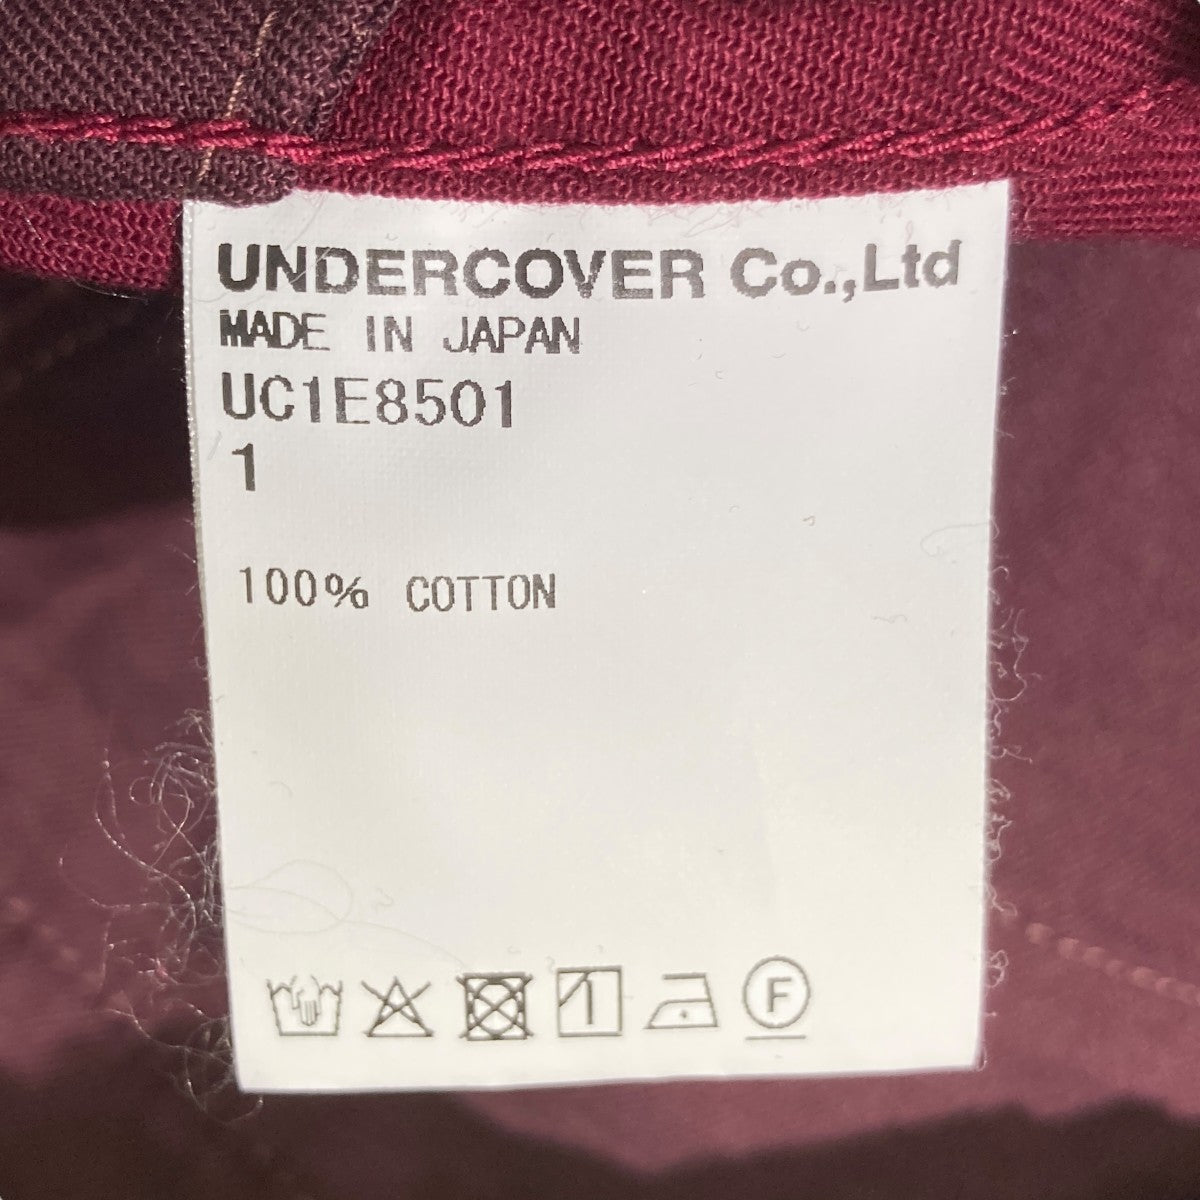 UNDERCOVER Co.,Ltd
MADE IN JAPAN
UC1E8501
1
100% COTTON
F